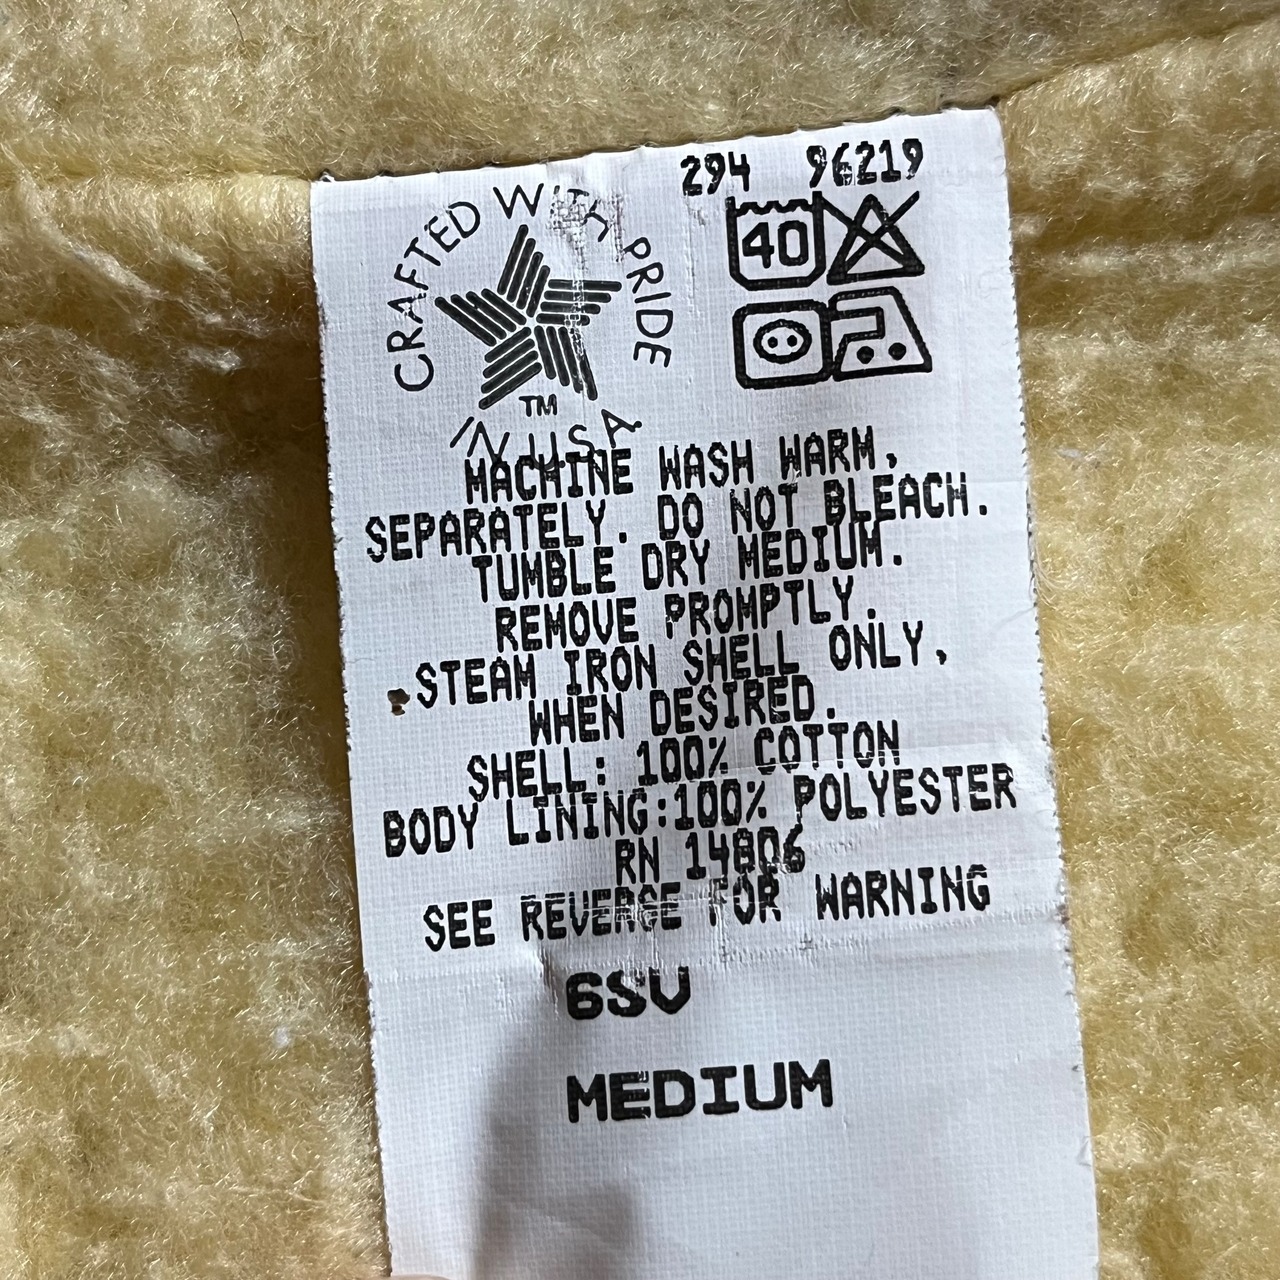 294 96219
CRAFTED WITH PRIDE
TM
IN USA
40
MACHINE WASH WARM,
SEPARATELY. DO NOT BLEACH.
TUMBLE DRY MEDIUM.
REMOVE PROMPTLY.
STEAM IRON SHELL ONLY,
WHEN DESIRED.
SHELL: 100% COTTON
BODY LINING:100% POLYESTER
RN 14806
SEE REVERSE FOR WARNING
6SV
MEDIUM